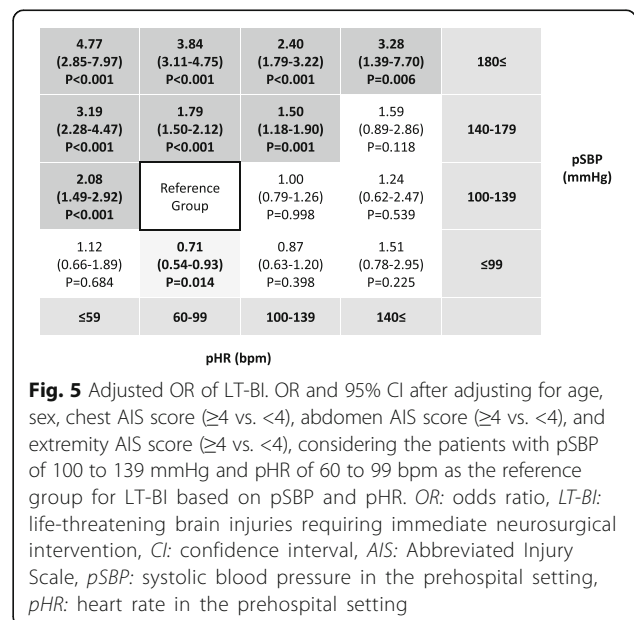 4.77 3.84 2.40 3.28
(2.85-7.97) (3.11-4.75) (1.79-3.22) (1.39-7.70) 180≤
P<0.001 P<0.001 P<0.001 P=0.006
3.19 1.79 1.50 1.59
(2.28-4.47) (1.50-2.12) (1.18-1.90) (0.89-2.86) 140-179
P<0.001 P<0.001 P=0.001 P=0.118
pSBP
(mmHg)
2.08 Reference 1.00 1.24
(1.49-2.92) Group (0.79-1.26) (0.62-2.47) 100-139
P<0.001 P=0.998 P=0.539
1.12 0.71 0.87 1.51
(0.66-1.89) (0.54-0.93) (0.63-1.20) (0.78-2.95) ≤99
P=0.684 P=0.014 P=0.398 P=0.225
≤59 60-99 100-139 140≤
pHR (bpm)
Fig. 5 Adjusted OR of LT-BI. OR and 95% CI after adjusting for age,
sex, chest AIS score (≥4 vs. <4), abdomen AIS score (≥4 vs. <4), and
extremity AIS score (≥4 vs. <4), considering the patients with pSBP
of 100 to 139 mmHg and pHR of 60 to 99 bpm as the reference
group for LT-BI based on pSBP and pHR. OR: odds ratio, LT-BI:
life-threatening brain injuries requiring immediate neurosurgical
intervention, CI: confidence interval, AIS: Abbreviated Injury
Scale, pSBP: systolic blood pressure in the prehospital setting,
pHR: heart rate in the prehospital setting